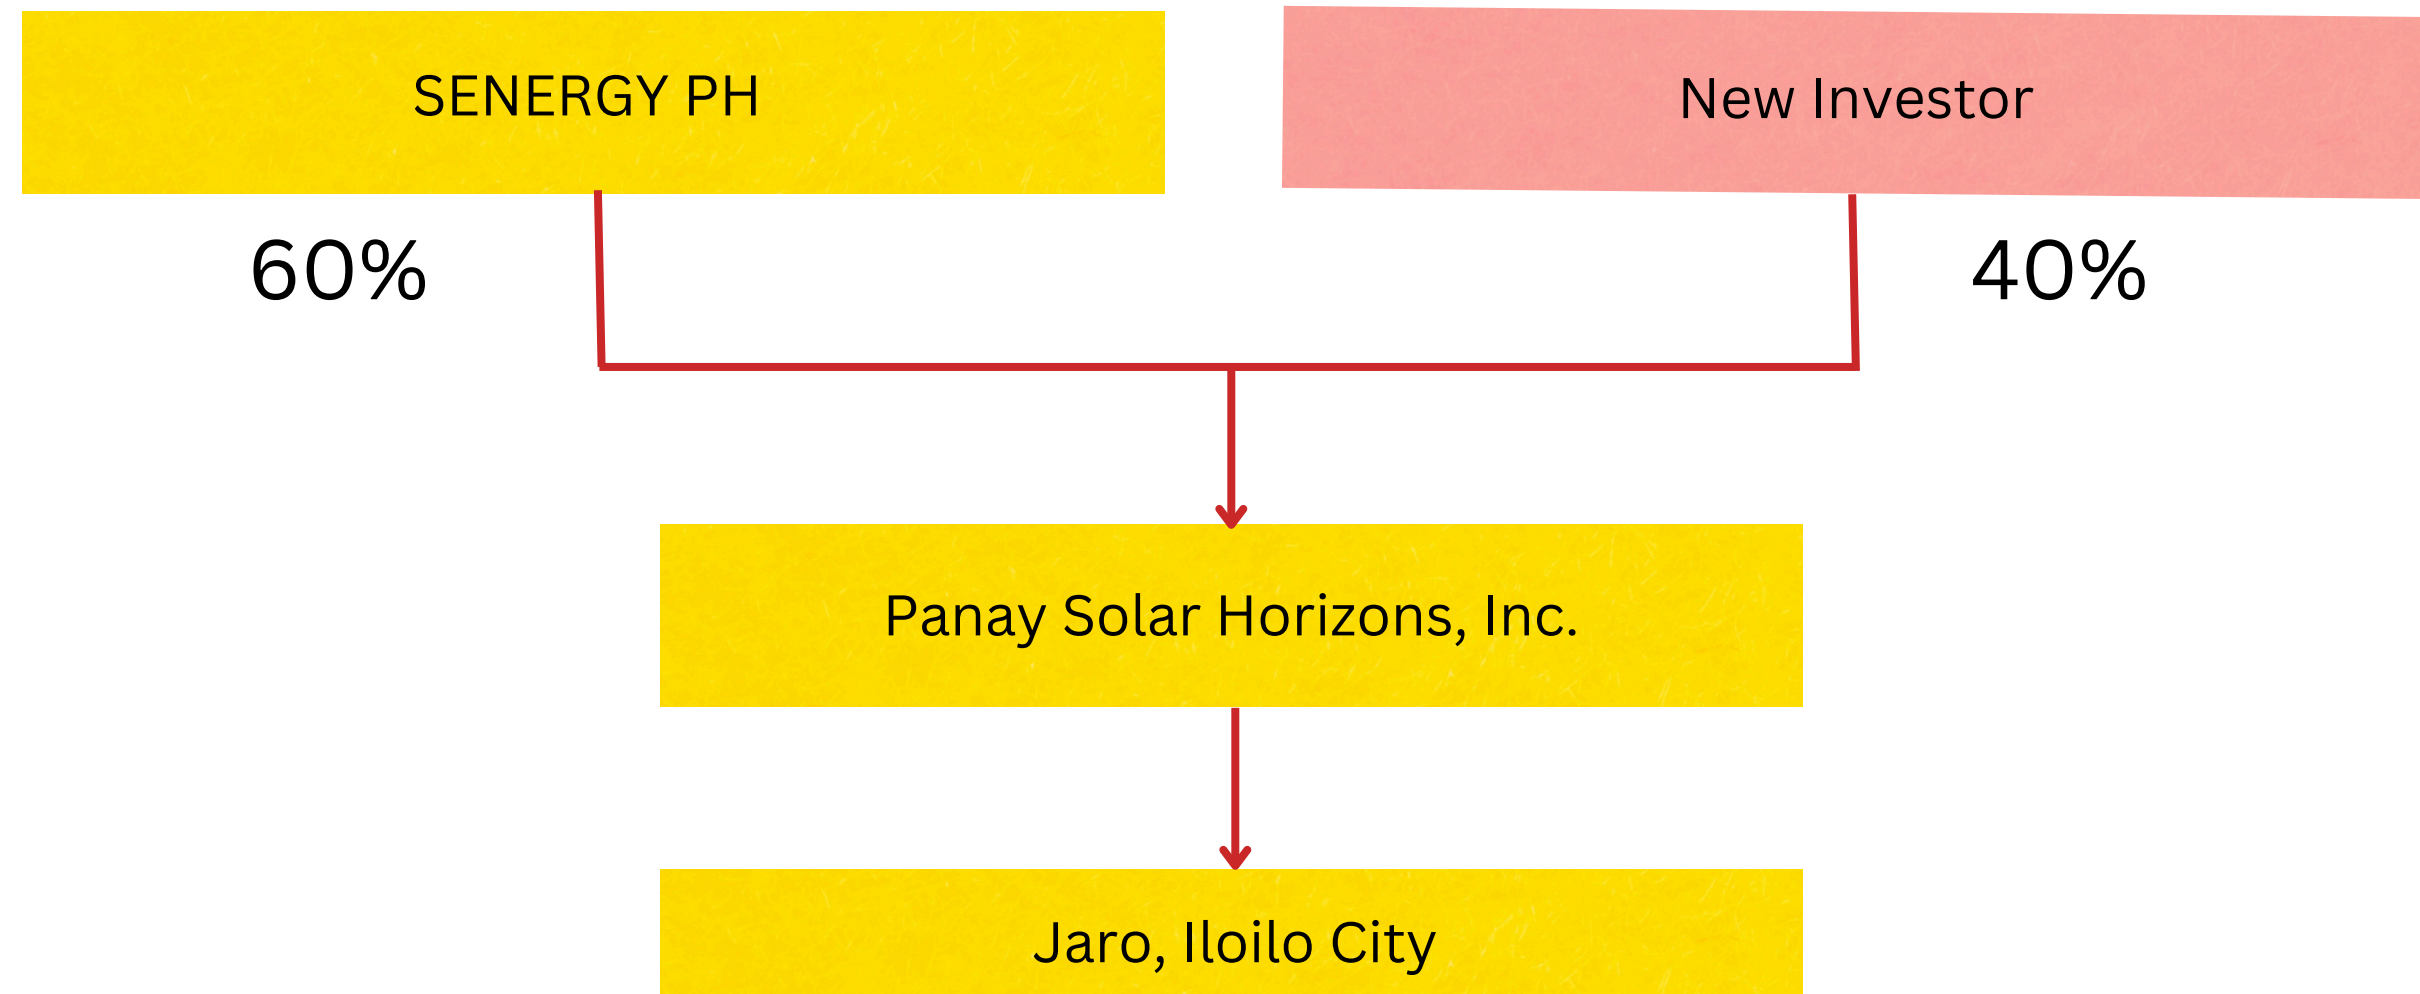 SENERGY PH
New Investor
60%
40%
Panay Solar Horizons, Inc.
Jaro, Iloilo City